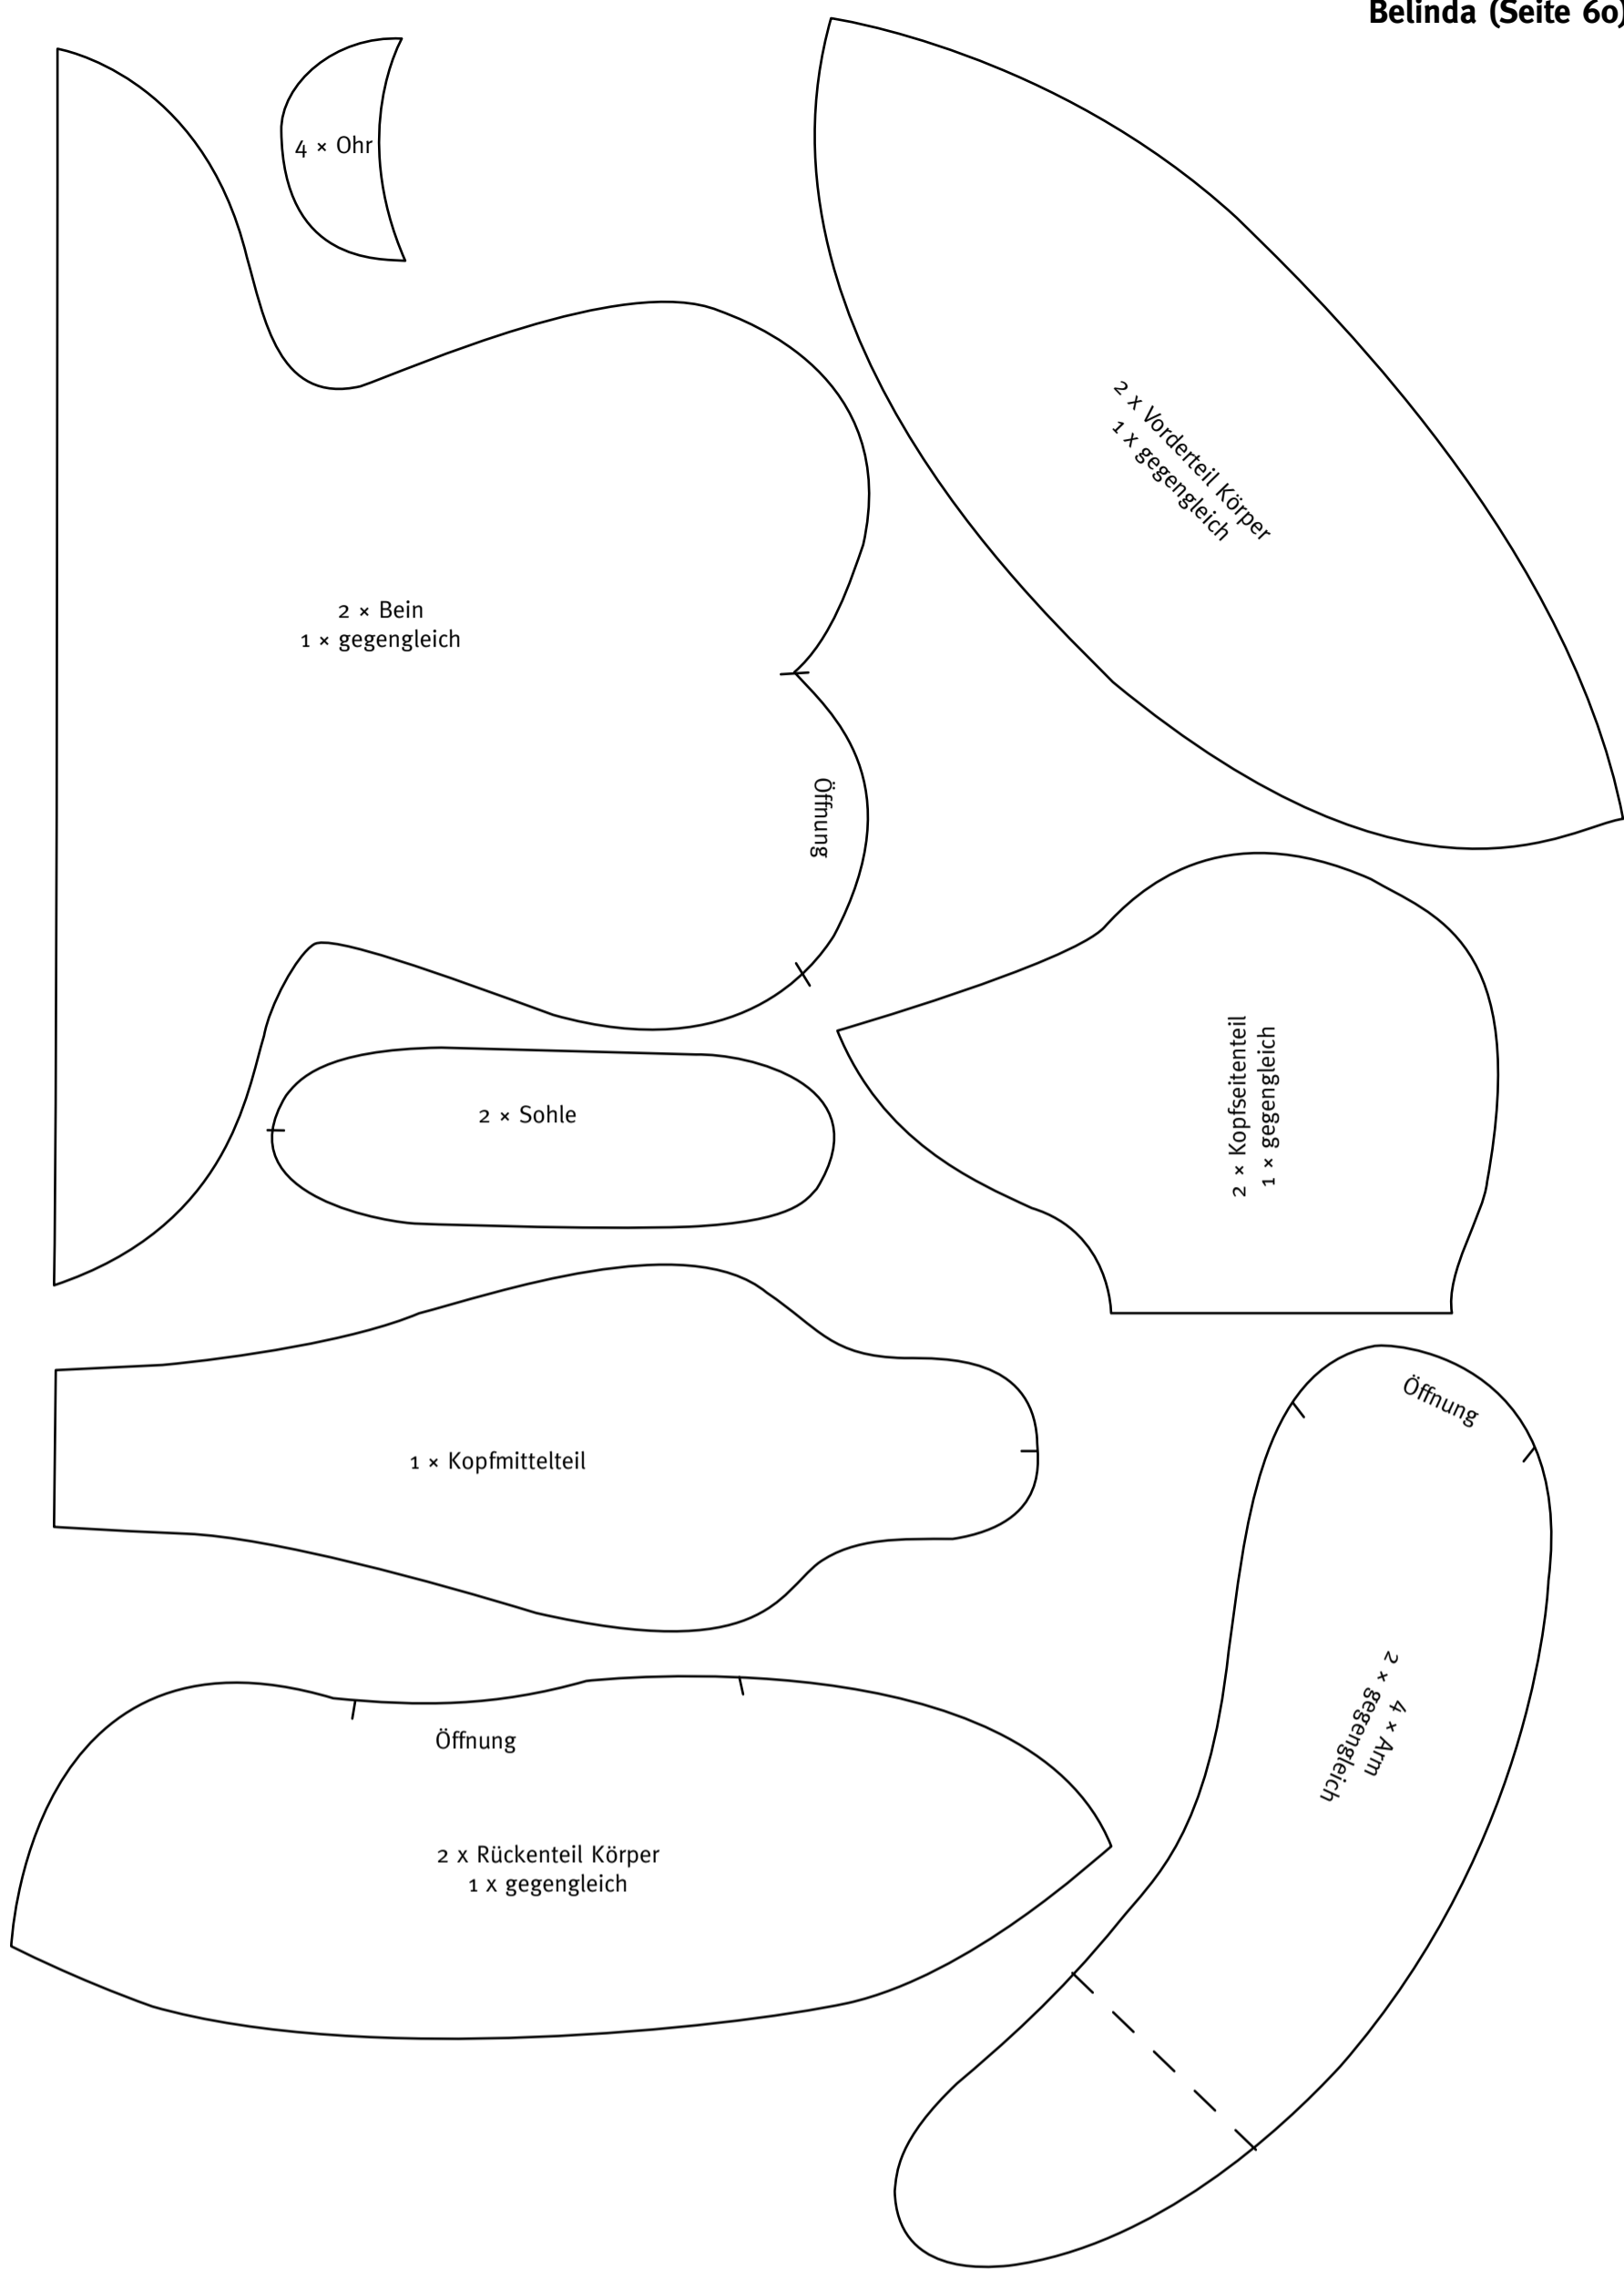 Belinda (Seite 60)
4 × Ohr
2 x Vorderteil Körper
1 x gegengleich
2 × Bein
1 × gegengleich
Öffnung
2 × Kopfseitenteil
1 × gegengleich
2 × Sohle
Öffnung
1 × Kopfmittelteil
4 × Arm
2 × gegengleich
Öffnung
2 x Rückenteil Körper
1 x gegengleich